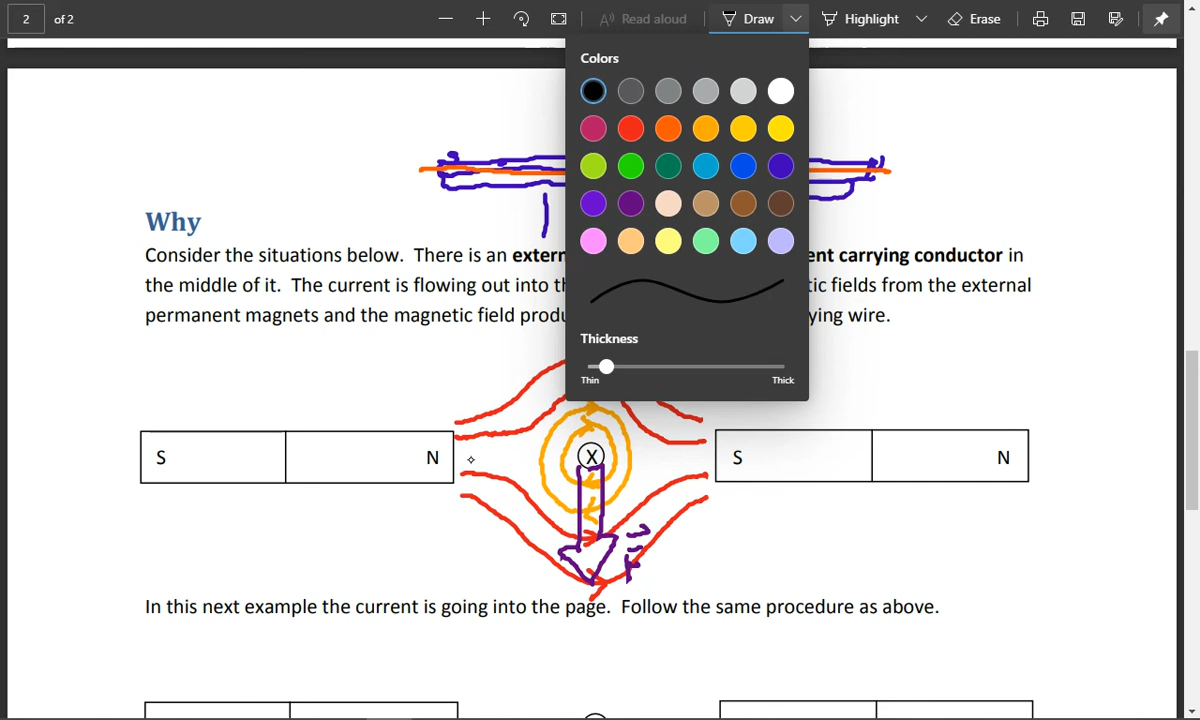 2 of 2 Read aloud Draw Highlight Erase
Colors
Why
Consider the situations below. There is an extern ent carrying conductor in
the middle of it. The current is flowing out into th ic fields from the external
permanent magnets and the magnetic field produ ying wire.
Thickness
Thin Thick
S N X S N
F
In this next example the current is going into the page. Follow the same procedure as above.